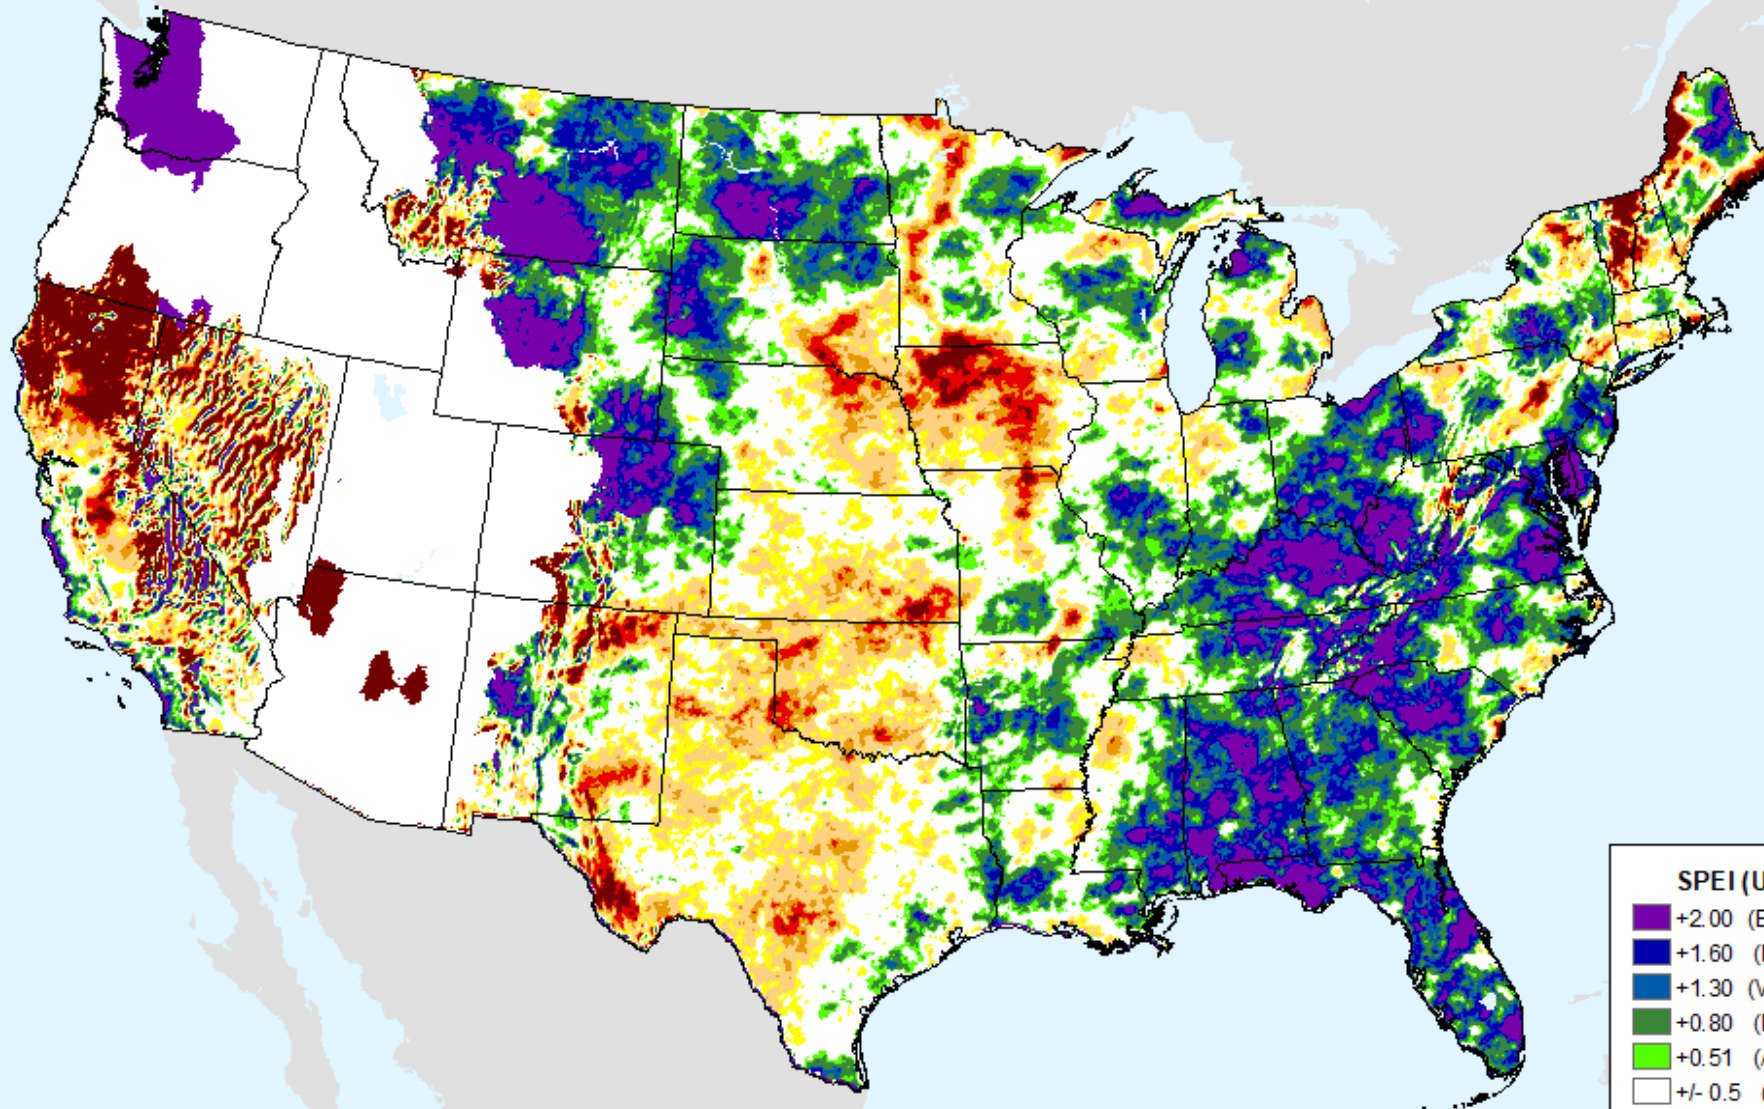 SPEI (U
+2.00 (E
+1.60 (
+1.30 (V
+0.80 (
+0.51 (
+/- 0.5 (